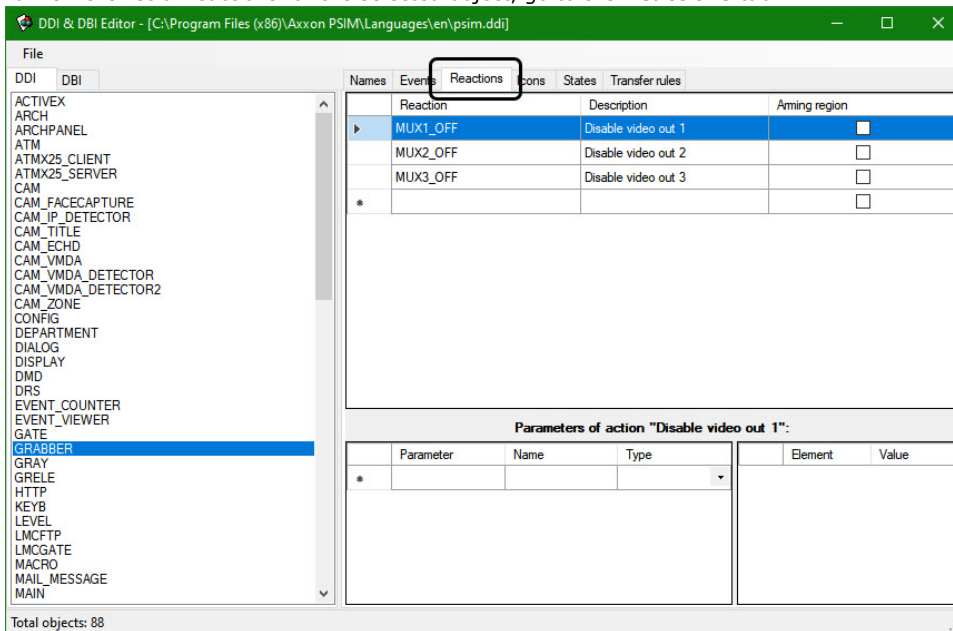 DDI & DBI Editor - [C:\Program Files (x86)\Axxon PSIM\Languages\en\psim.ddi]
File
DDI DBI
ACTIVEX
ARCH
ARCHPANEL
ATM
ATMX25_CLIENT
ATMX25_SERVER
CAM
CAM_FACECAPTURE
CAM_IP_DETECTOR
CAM_TITLE
CAM_ECHD
CAM_VMDA
CAM_VMDA_DETECTOR
CAM_VMDA_DETECTOR2
CAM_ZONE
CONFIG
DEPARTMENT
DIALOG
DISPLAY
DMD
DRS
EVENT_COUNTER
EVENT_VIEWER
GATE
GRABBER
GRAY
GRELE
HTTP
KEYB
LEVEL
LMCFTP
LMCGATE
MACRO
MAIL_MESSAGE
MAIN
Names Events Reactions Icons States Transfer rules
Reaction Description Arming region
MUX1_OFF Disable video out 1
MUX2_OFF Disable video out 2
MUX3_OFF Disable video out 3
Parameters of action "Disable video out 1":
Parameter Name Type Element Value
Total objects: 88